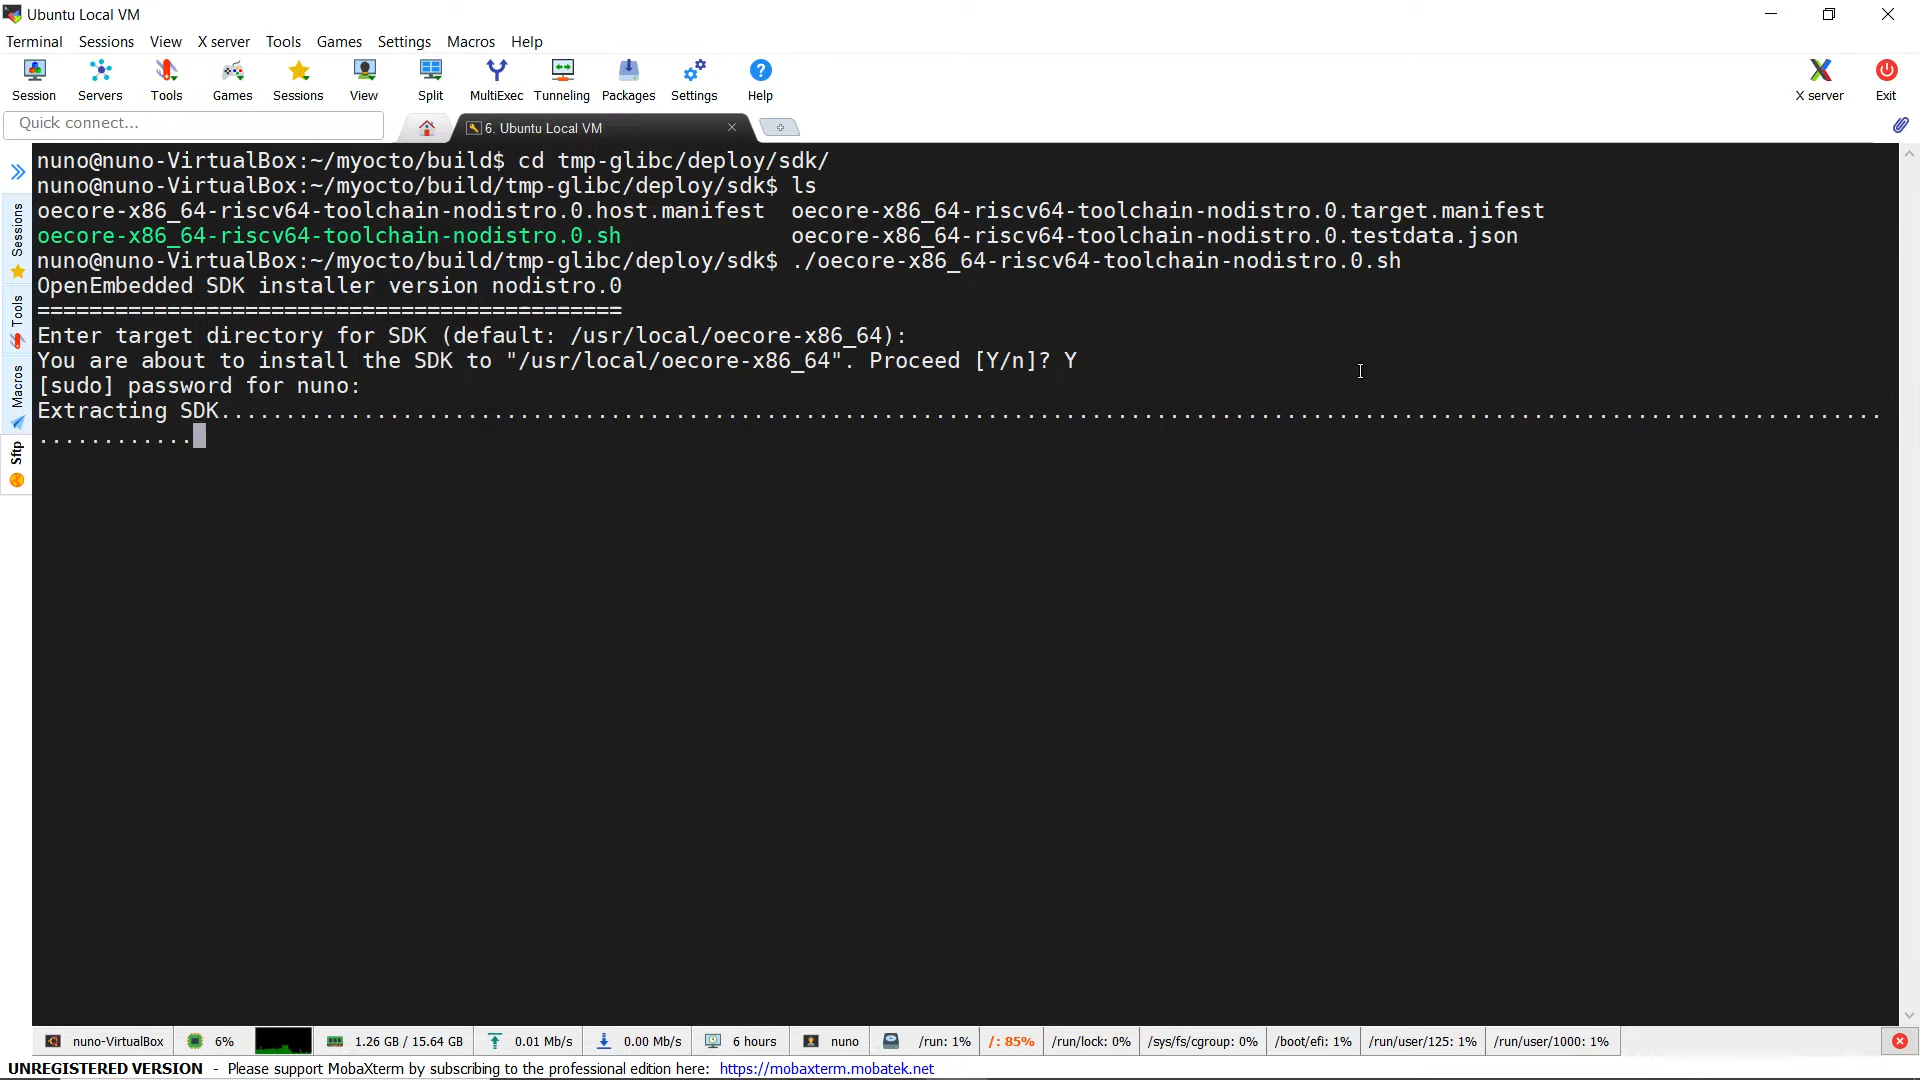 Ubuntu Local VM
Terminal Sessions View X server Tools Games Settings Macros Help
Session Servers Tools Games Sessions View Split MultiExec Tunneling Packages Settings Help X server Exit
Quick connect...
6. Ubuntu Local VM
nuno@nuno-VirtualBox:~/myocto/build$ cd tmp-glibc/deploy/sdk/
nuno@nuno-VirtualBox:~/myocto/build/tmp-glibc/deploy/sdk$ ls
oecore-x86_64-riscv64-toolchain-nodistro.0.host.manifest oecore-x86_64-riscv64-toolchain-nodistro.0.target.manifest
oecore-x86_64-riscv64-toolchain-nodistro.0.sh oecore-x86_64-riscv64-toolchain-nodistro.0.testdata.json
nuno@nuno-VirtualBox:~/myocto/build/tmp-glibc/deploy/sdk$ ./oecore-x86_64-riscv64-toolchain-nodistro.0.sh
OpenEmbedded SDK installer version nodistro.0
=============================================
Enter target directory for SDK (default: /usr/local/oecore-x86_64):
You are about to install the SDK to "/usr/local/oecore-x86_64". Proceed [Y/n]? Y
[sudo] password for nuno:
Extracting SDK................................................................................................................................
............
Sessions
Tools
Macros
Sftp
nuno-VirtualBox 6% 1.26 GB / 15.64 GB 0.01 Mb/s 0.00 Mb/s 6 hours nuno /run: 1% /: 85% /run/lock: 0% /sys/fs/cgroup: 0% /boot/efi: 1% /run/user/125: 1% /run/user/1000: 1%
UNREGISTERED VERSION - Please support MobaXterm by subscribing to the professional edition here: https://mobaxterm.mobatek.net